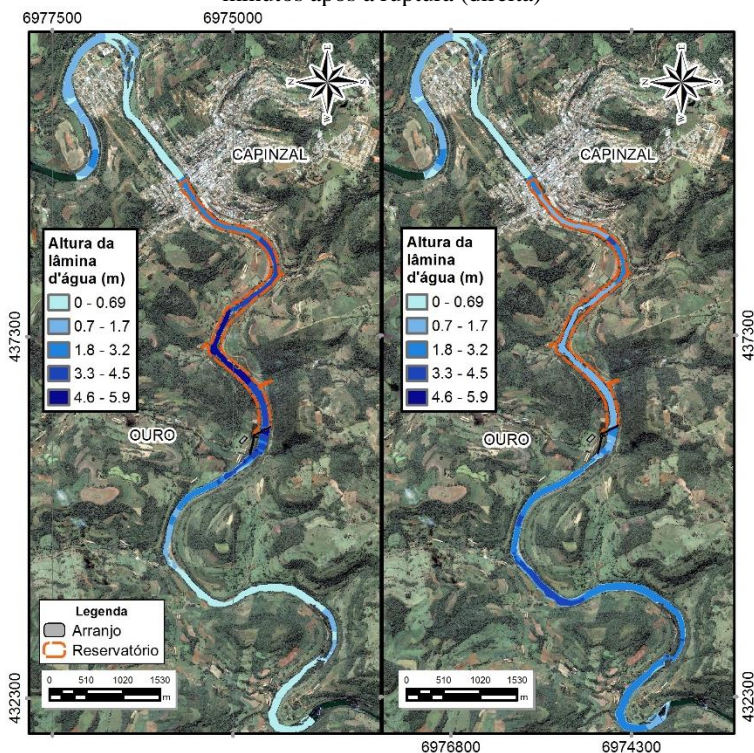 minutos após a ruptura (direita)
6977500
6975000
CAPINZAL
Altura da
lâmina
d'água (m)
0 - 0.69
0.7 - 1.7
1.8 - 3.2
3.3 - 4.5
4.6 - 5.9
437300
OURO
Legenda
Arranjo
Reservatório
0 510 1020 1530
m
432300
N
E
S
W
CAPINZAL
Altura da
lâmina
d'água (m)
0 - 0.69
0.7 - 1.7
1.8 - 3.2
3.3 - 4.5
4.6 - 5.9
437300
OURO
0 510 1020 1530
m
432300
N
E
S
W
6976800
6974300